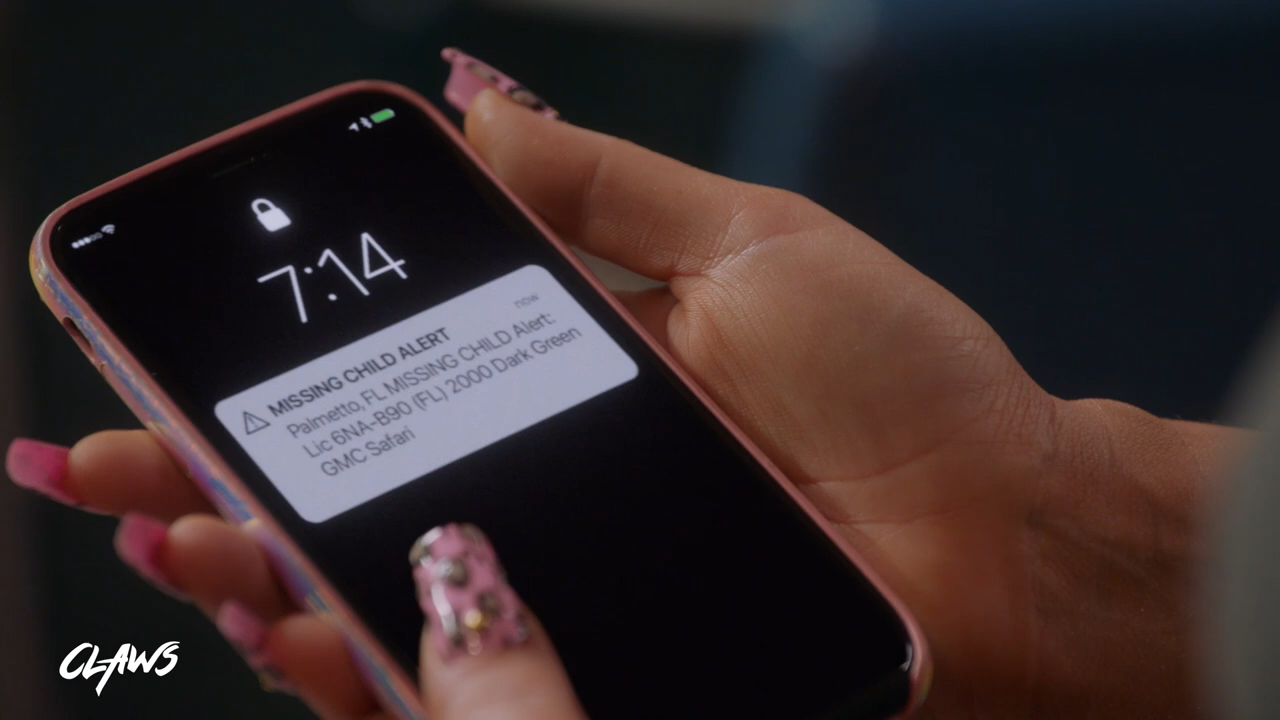 7:14
now
MISSING CHILD ALERT
Palmetto, FL MISSING CHILD Alert:
Lic 6NA-B90 (FL) 2000 Dark Green
GMC Safari
CLAWS